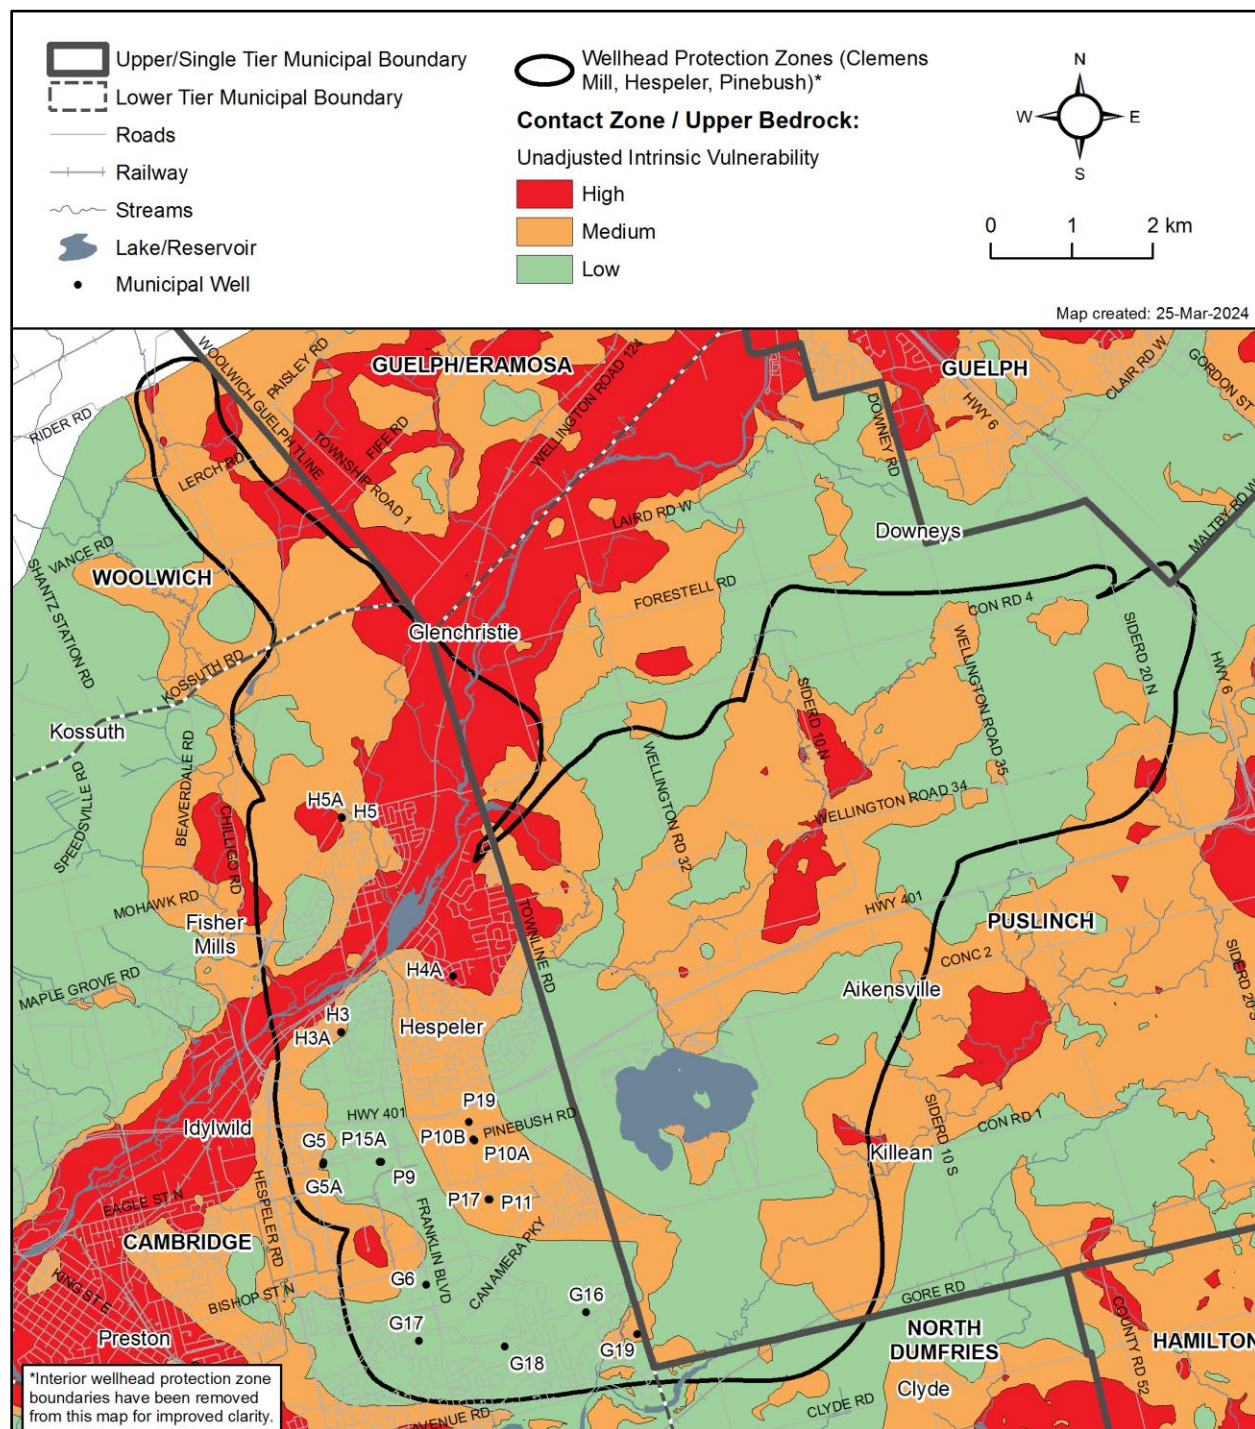 Upper/Single Tier Municipal Boundary
Lower Tier Municipal Boundary
Roads
Railway
Streams
Lake/Reservoir
Municipal Well
Wellhead Protection Zones (Clemens
Mill, Hespeler, Pinebush)*
Contact Zone / Upper Bedrock:
Unadjusted Intrinsic Vulnerability
High
Medium
Low
N
W
E
S
0 1 2 km
Map created: 25-Mar-2024
WOOLWICH GUELPH TLINE
PAISLEY RD
GUELPH/ERAMOSA
WELLINGTON ROAD 124
GUELPH
CLAIR RD W
GORDON ST
HWY 6
DOWNEY RD
RIDER RD
LERCH RD
TOWNSHIP ROAD 1
FIFE RD
LAIRD RD W
Downeys
MALTBY RD W
VANCE RD
WOOLWICH
SHANTZ STATION RD
FORESTELL RD
CON RD 4
Glenchristie
KOSSUTH RD
SIDERD 20 N
WELLINGTON ROAD 35
HWY 6
Kossuth
SIDERD 10 N
SPEEDSVILLE RD
BEAVERDALE RD
CHILLIGO RD
H5A
H5
WELLINGTON RD 32
WELLINGTON ROAD 34
MOHAWK RD
Fisher
Mills
HWY 401
PUSLINCH
TOWNLINE RD
MAPLE GROVE RD
H4A
CONC 2
SIDERD 20 S
Aikensville
H3
H3A
Hespeler
HWY 401
P19
PINEBUSH RD
Idylwild
G5
P15A
P10B
P10A
SIDERD 10 S
CON RD 1
Killean
G5A
P9
HESPELER RD
EAGLE ST N
P17
P11
FRANKLIN BLVD
CAMBRIDGE
CAN AMERA PKY
KING ST E
BISHOP ST N
G6
G16
GORE RD
G17
G18
G19
NORTH
DUMFRIES
HAMILTON
COUNTY RD 52
Preston
Clyde
CLYDE RD
AVENUE RD
*Interior wellhead protection zone
boundaries have been removed
from this map for improved clarity.